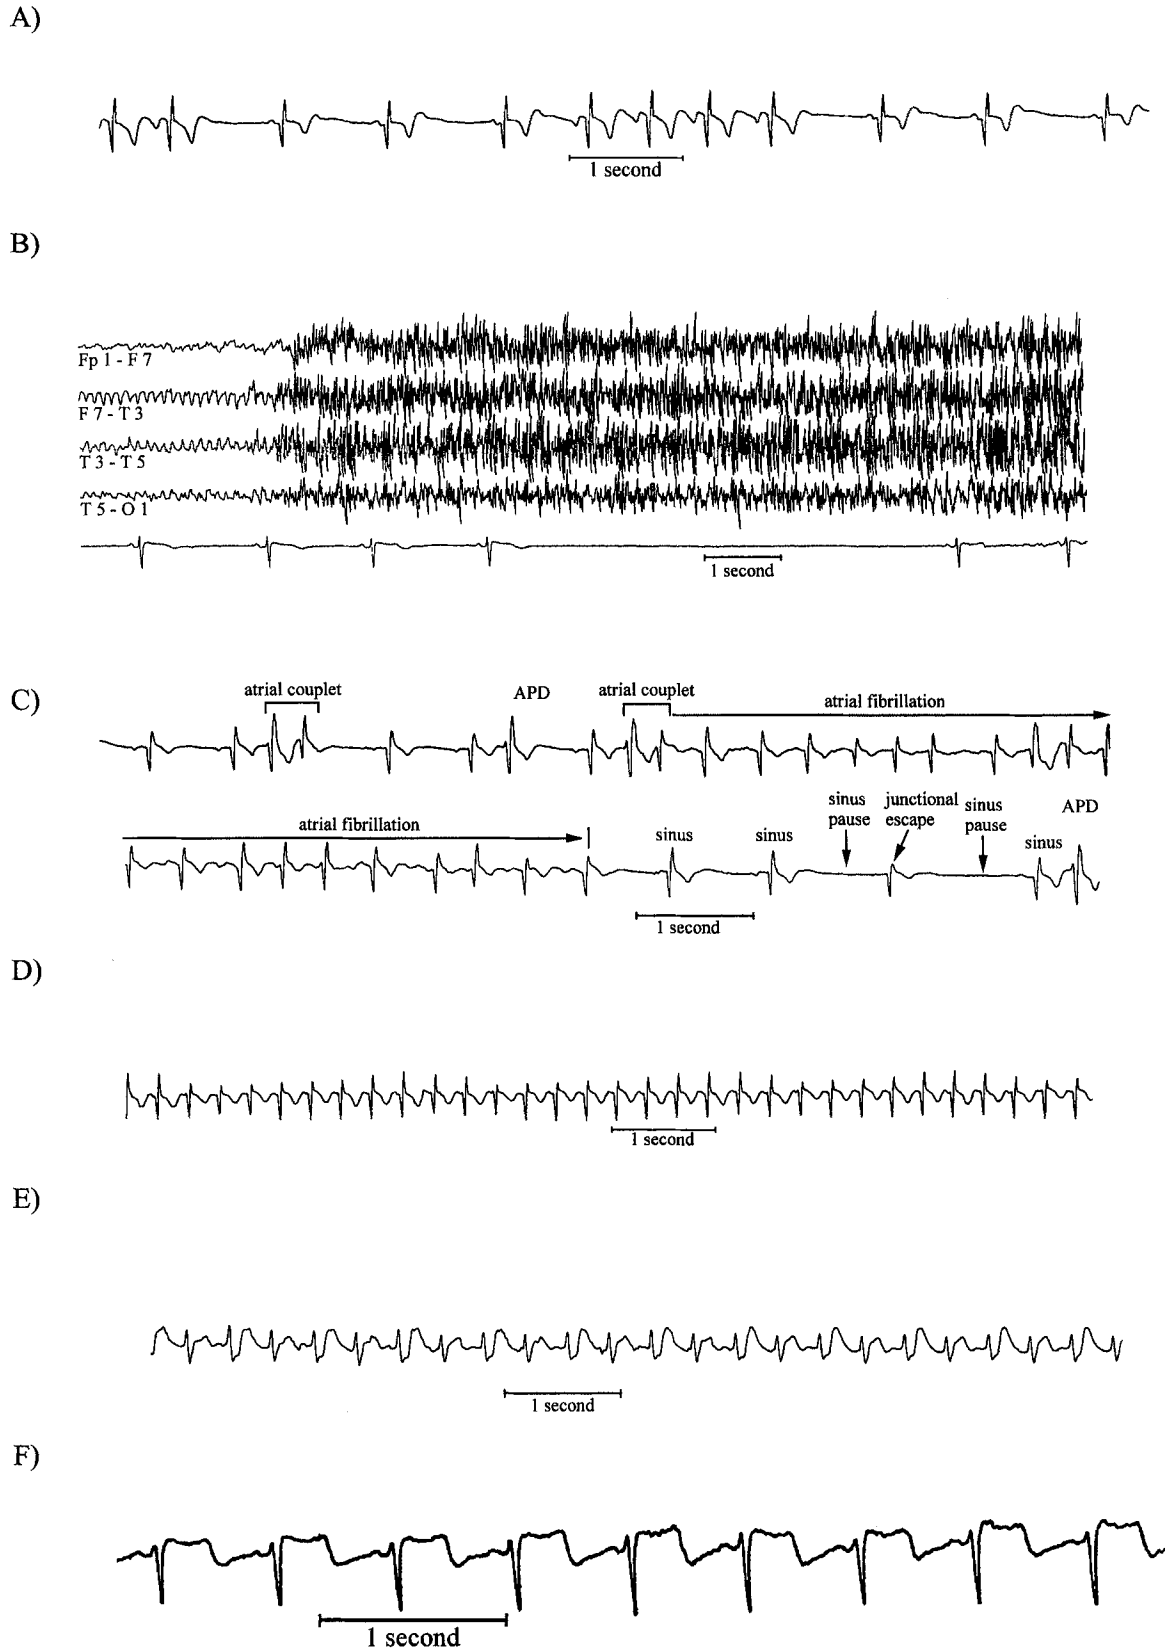 A)
1 second
B)
Fp 1 - F 7
F 7 - T 3
T 3 - T 5
T 5 - O 1
1 second
C)
atrial couplet
APD
atrial couplet
atrial fibrillation
atrial fibrillation
sinus
sinus
sinus
pause
junctional
escape
sinus
pause
sinus
APD
1 second
D)
1 second
E)
1 second
F)
1 second